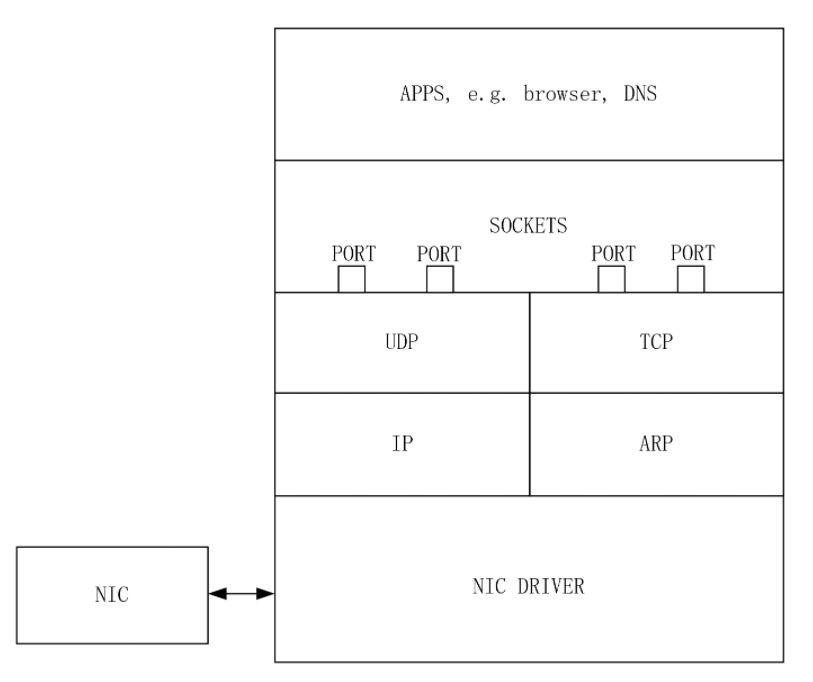 APPS, e.g. browser, DNS
SOCKETS
PORT PORT PORT PORT
UDP TCP
IP ARP
NIC NIC DRIVER